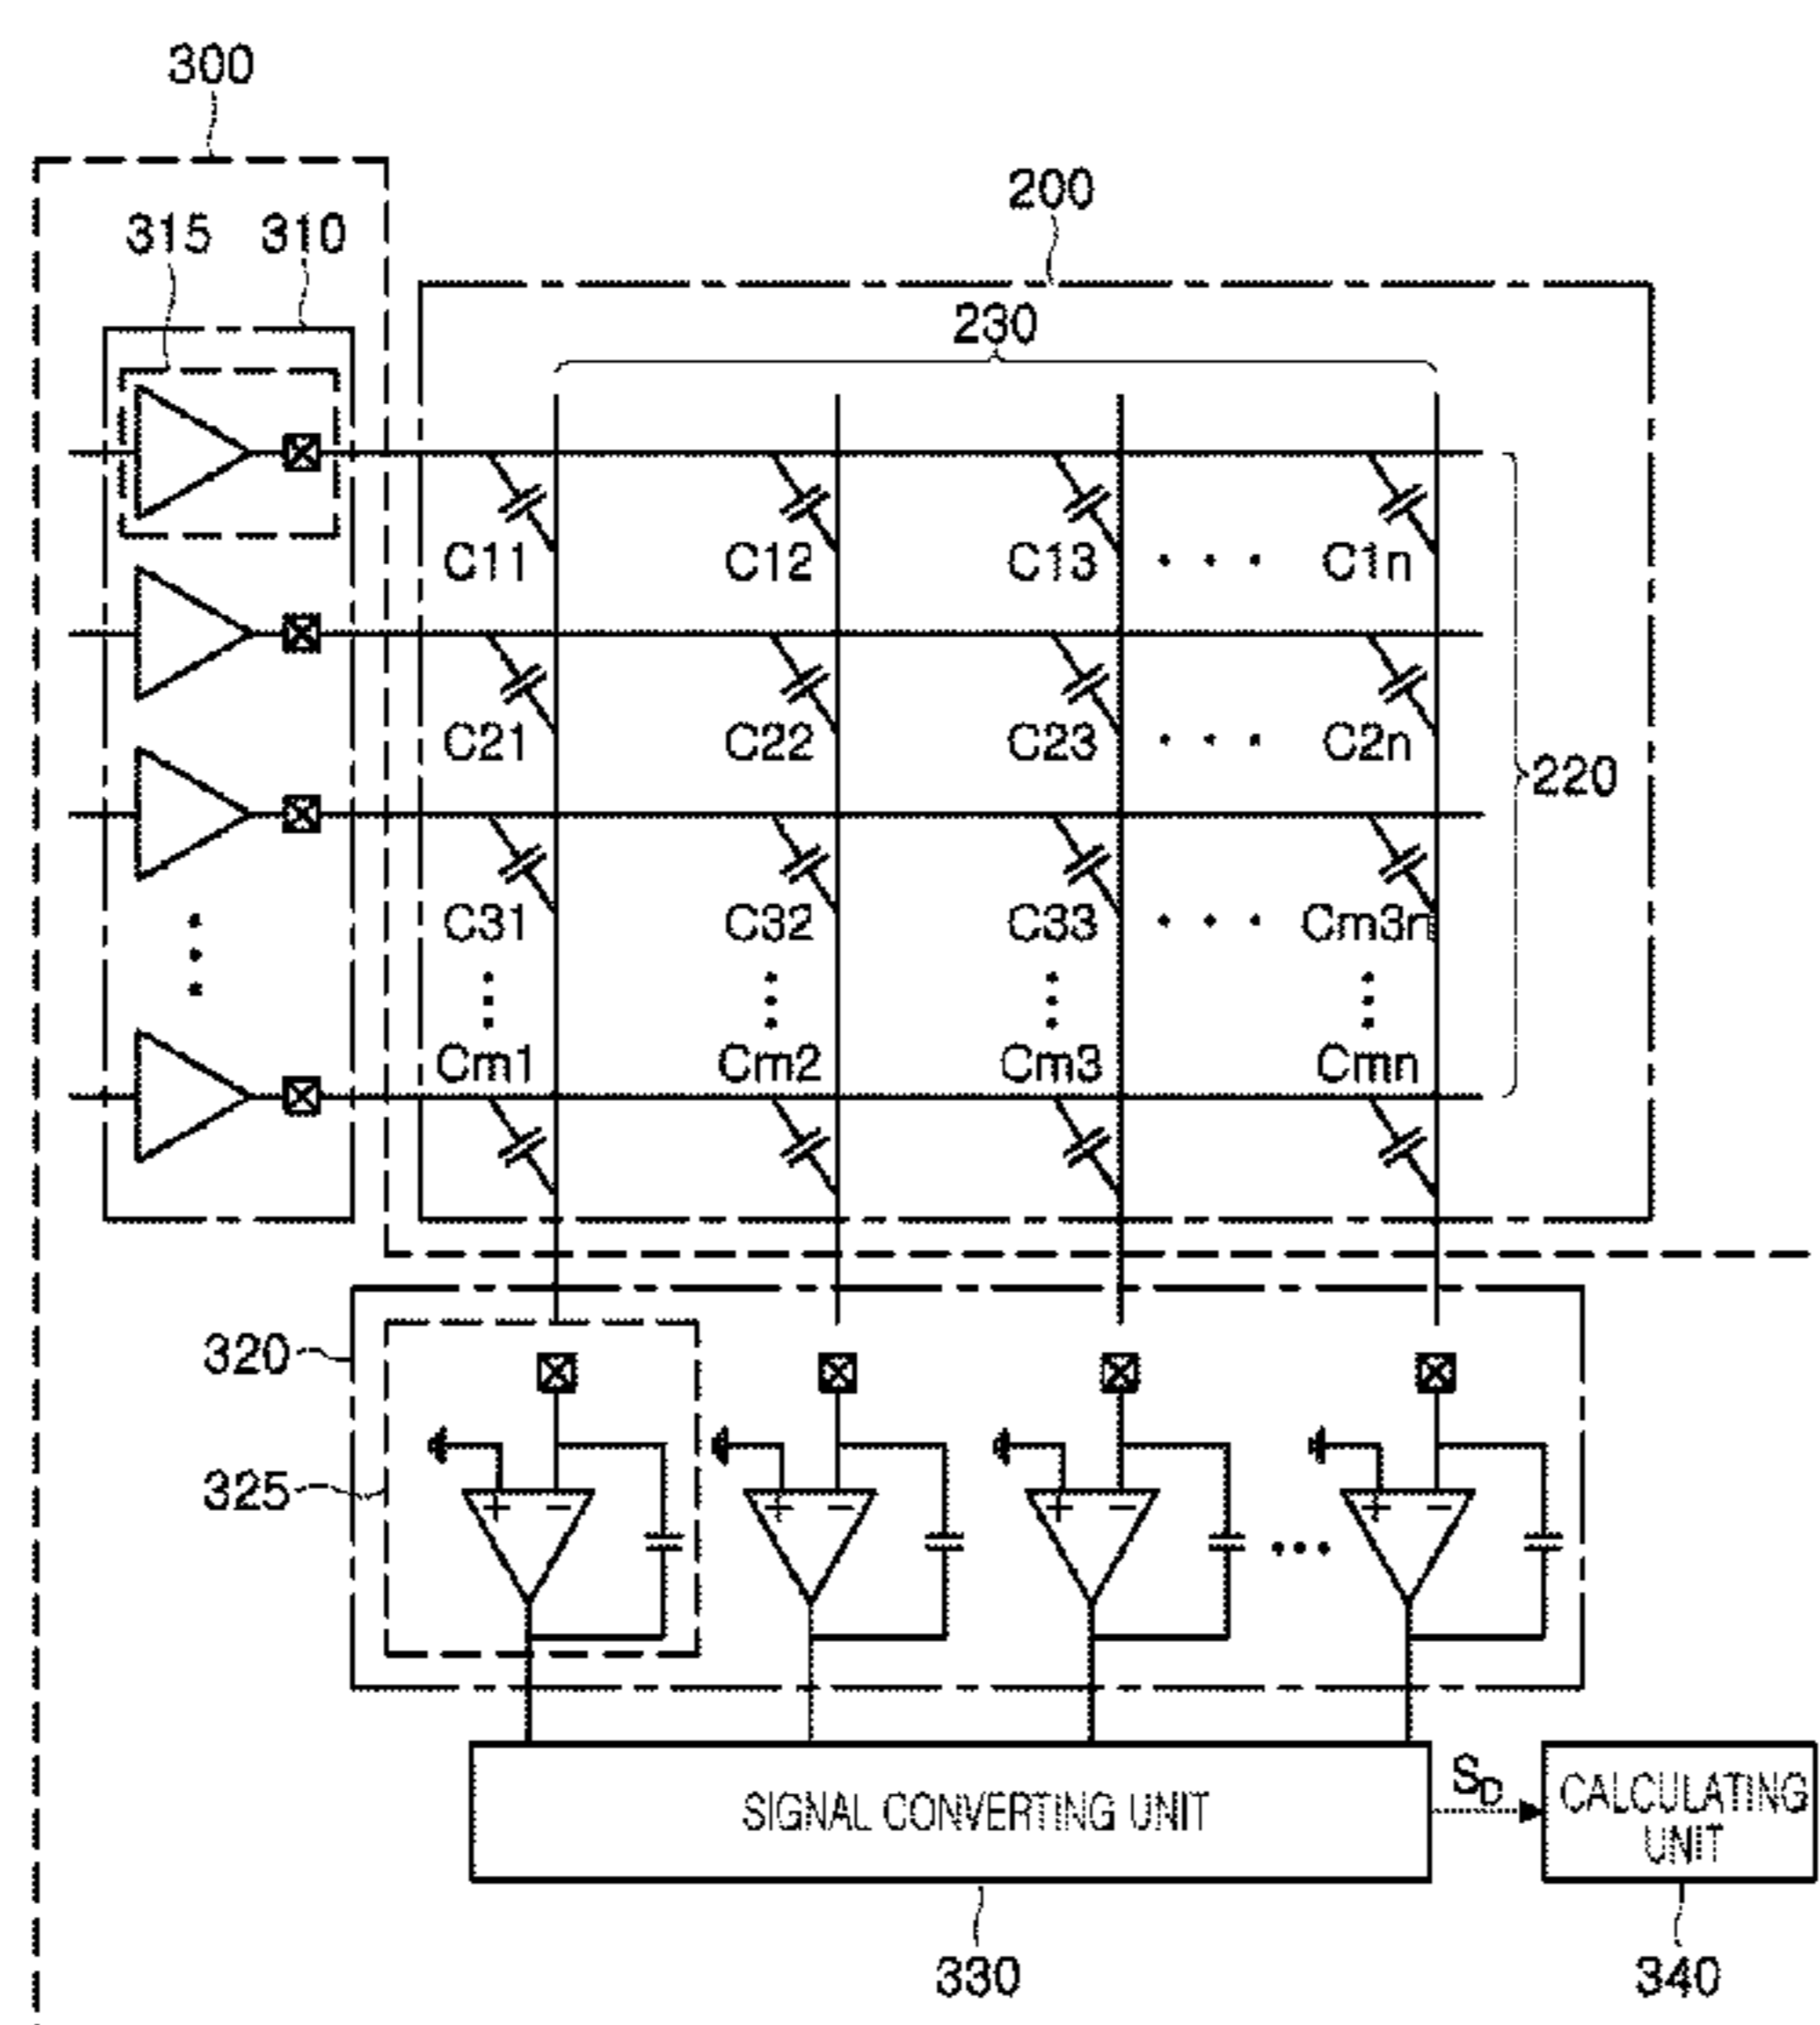 300
200
315 310
230
C11 C12 C13 • • • C1n
C21 C22 C23 • • • C2n
220
C31 C32 C33 • • • Cm3n
Cm1 Cm2 Cm3 Cmn
320
325
+ − + − + − • • • + −
SIGNAL CONVERTING UNIT
SD
CALCULATING
UNIT
330
340